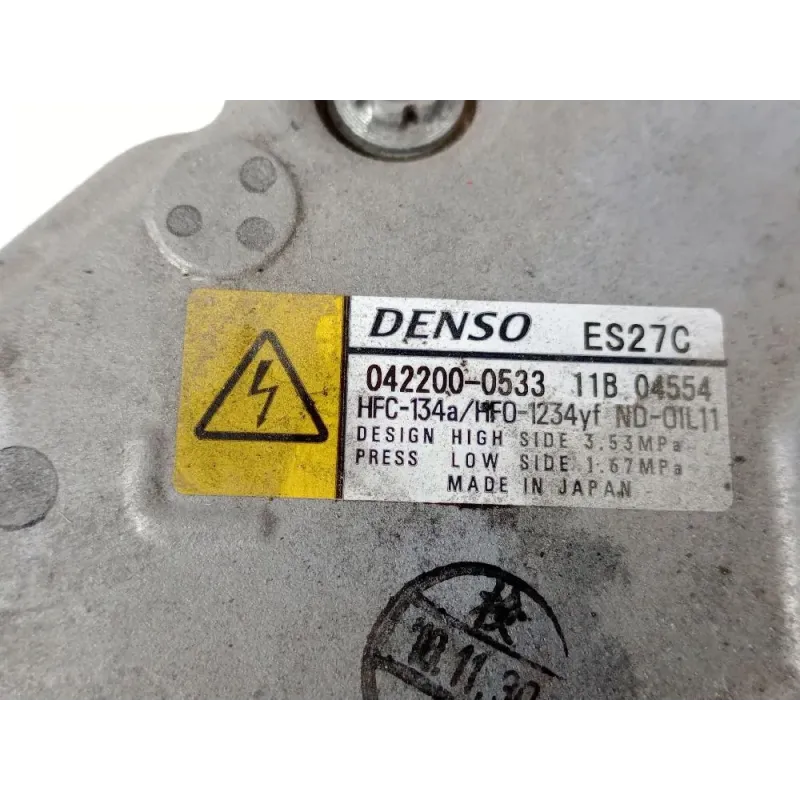 DENSO ES27C
042200-0533 11B 04554
HFC-134a/HFO-1234yf ND-OIL11
DESIGN HIGH SIDE 3.53MPa
PRESS LOW SIDE 1.67MPa
MADE IN JAPAN
検
18.11.30